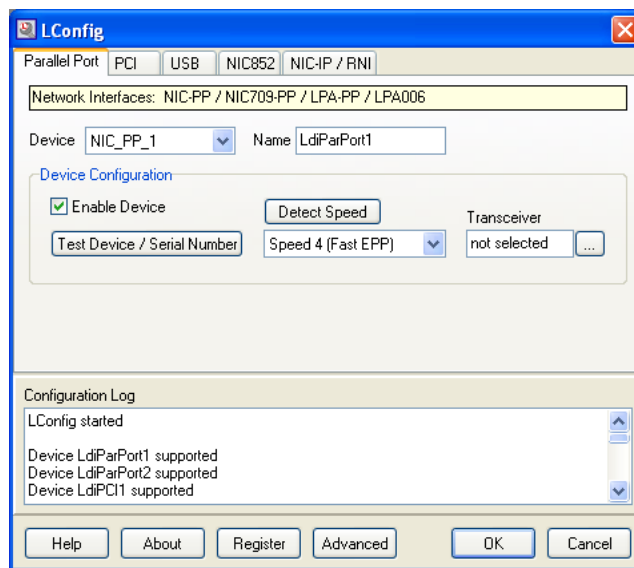 LConfig
Parallel Port PCI USB NIC852 NIC-IP / RNI
Network Interfaces: NIC-PP / NIC709-PP / LPA-PP / LPA006
Device NIC_PP_1 Name LdiParPort1
Device Configuration
Enable Device Detect Speed Transceiver
Test Device / Serial Number Speed 4 (Fast EPP) not selected ...
Configuration Log
LConfig started
Device LdiParPort1 supported
Device LdiParPort2 supported
Device LdiPCI1 supported
Help About Register Advanced OK Cancel